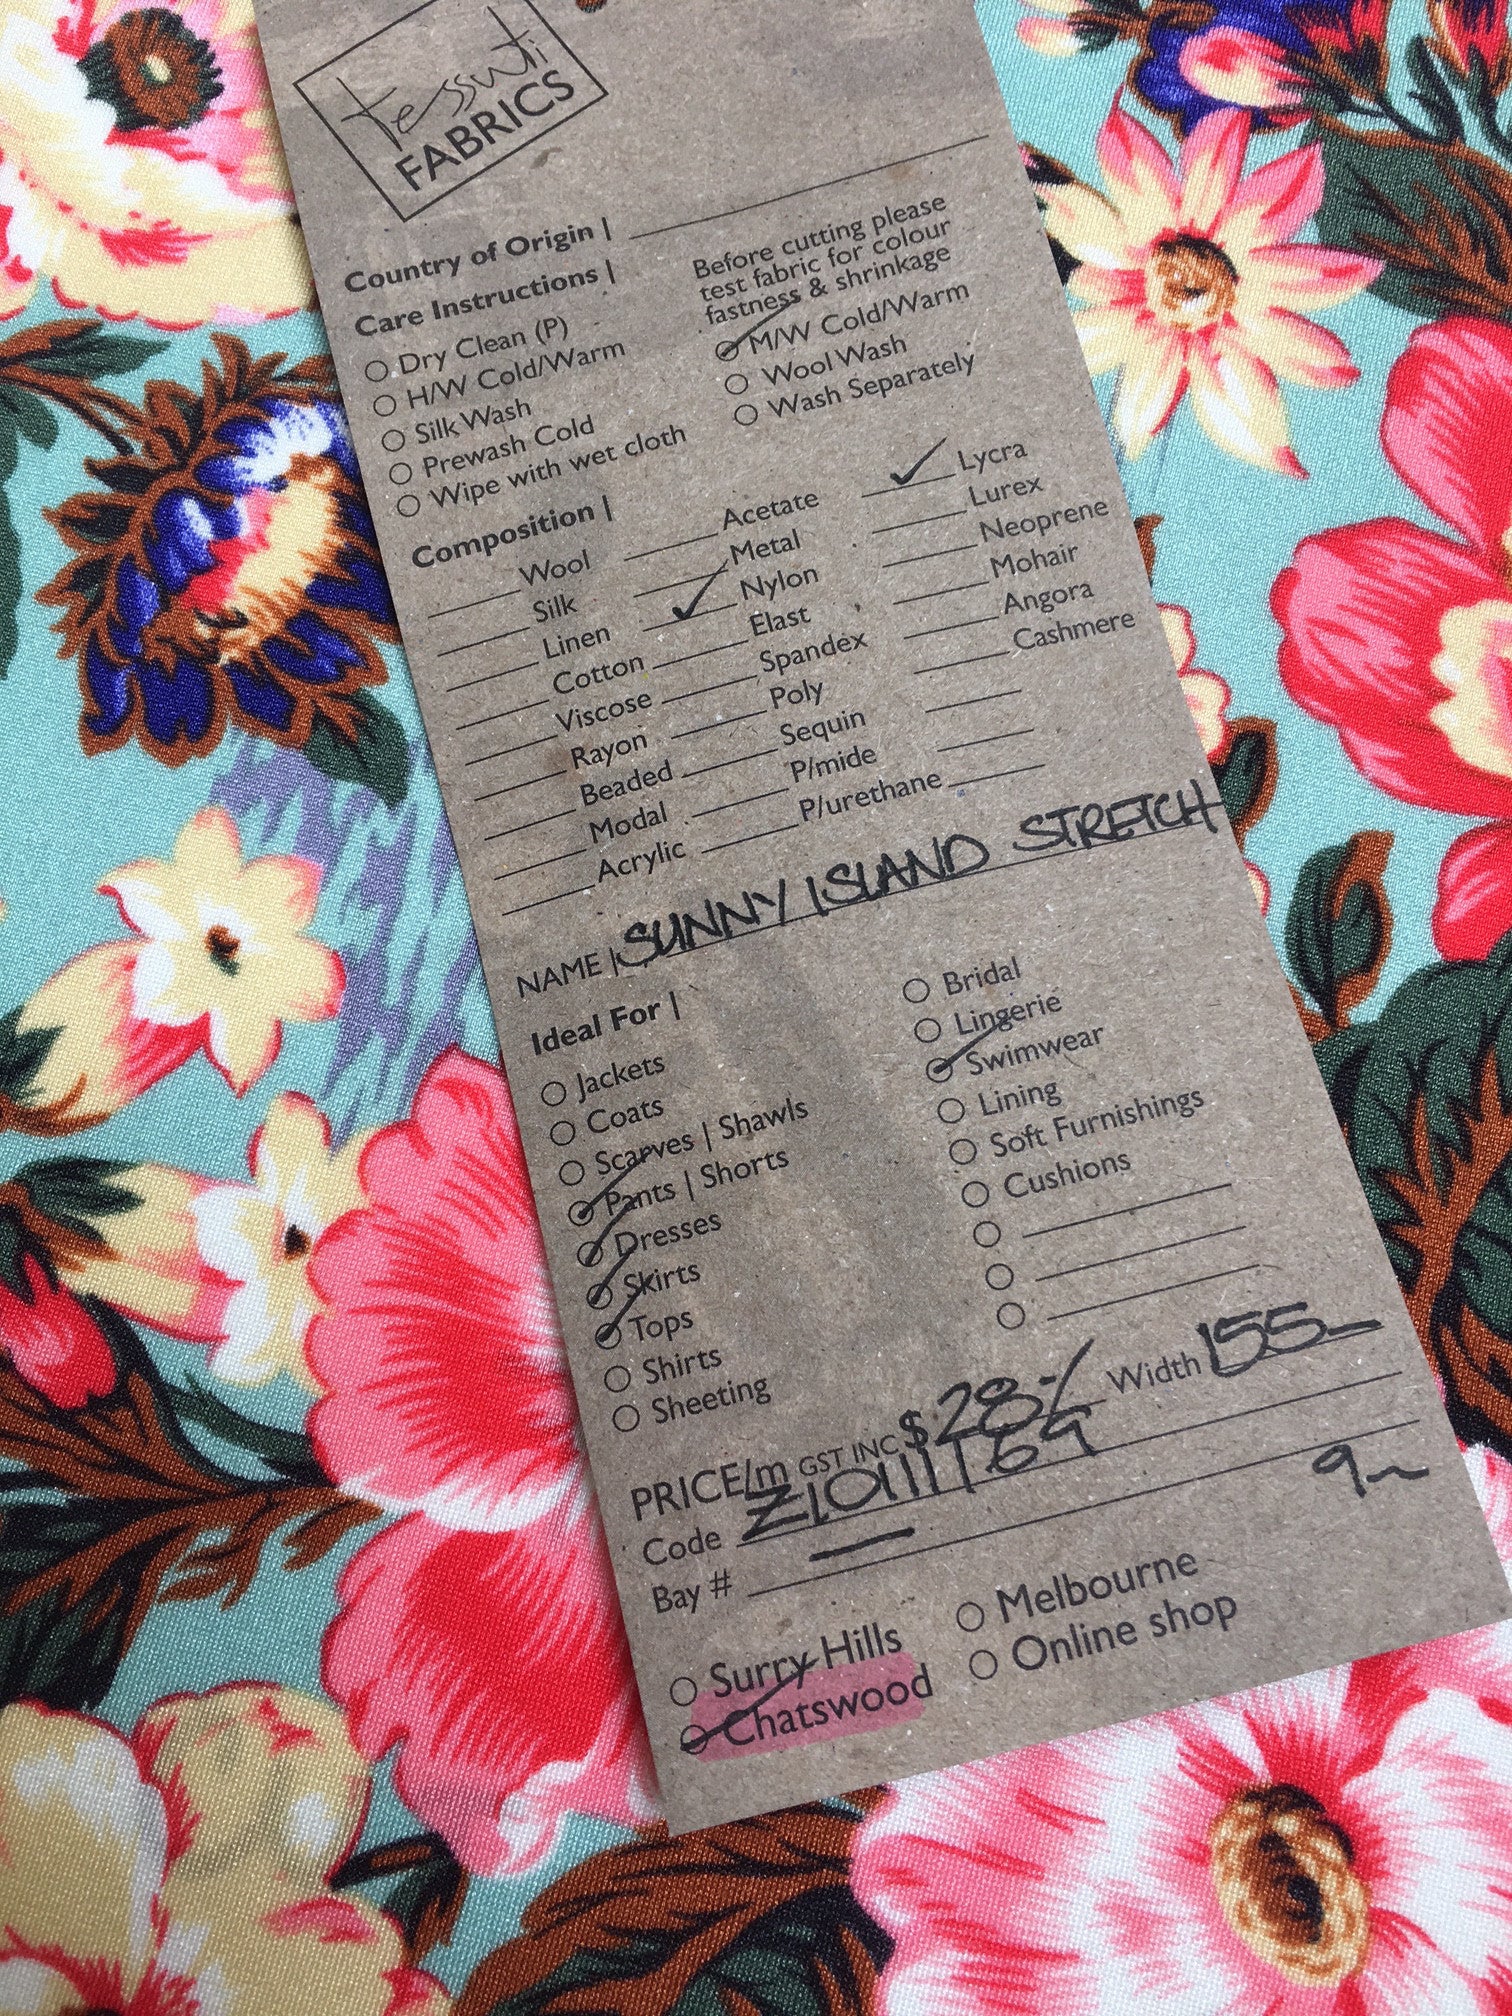 tessuti
FABRICS
Country of Origin |
Care Instructions |
Before cutting please
test fabric for colour
fastness & shrinkage
Dry Clean (P)
H/W Cold/Warm
Silk Wash
Prewash Cold
Wipe with wet cloth
M/W Cold/Warm
Wool Wash
Wash Separately
Composition |
Wool
Silk
Linen
Cotton
Viscose
Rayon
Beaded
Modal
Acrylic
Acetate
Metal
Nylon
Elast
Spandex
Poly
Sequin
P/mide
P/urethane
Lycra
Lurex
Neoprene
Mohair
Angora
Cashmere
NAME | SUNNY ISLAND STRETCH
Ideal For |
Jackets
Coats
Scarves | Shawls
Pants | Shorts
Dresses
Skirts
Tops
Shirts
Sheeting
Bridal
Lingerie
Swimwear
Lining
Soft Furnishings
Cushions
PRICE/m GST INC $28-/ Width 155-
Code
Bay # —
9~
Surry Hills
Chatswood
Melbourne
Online shop